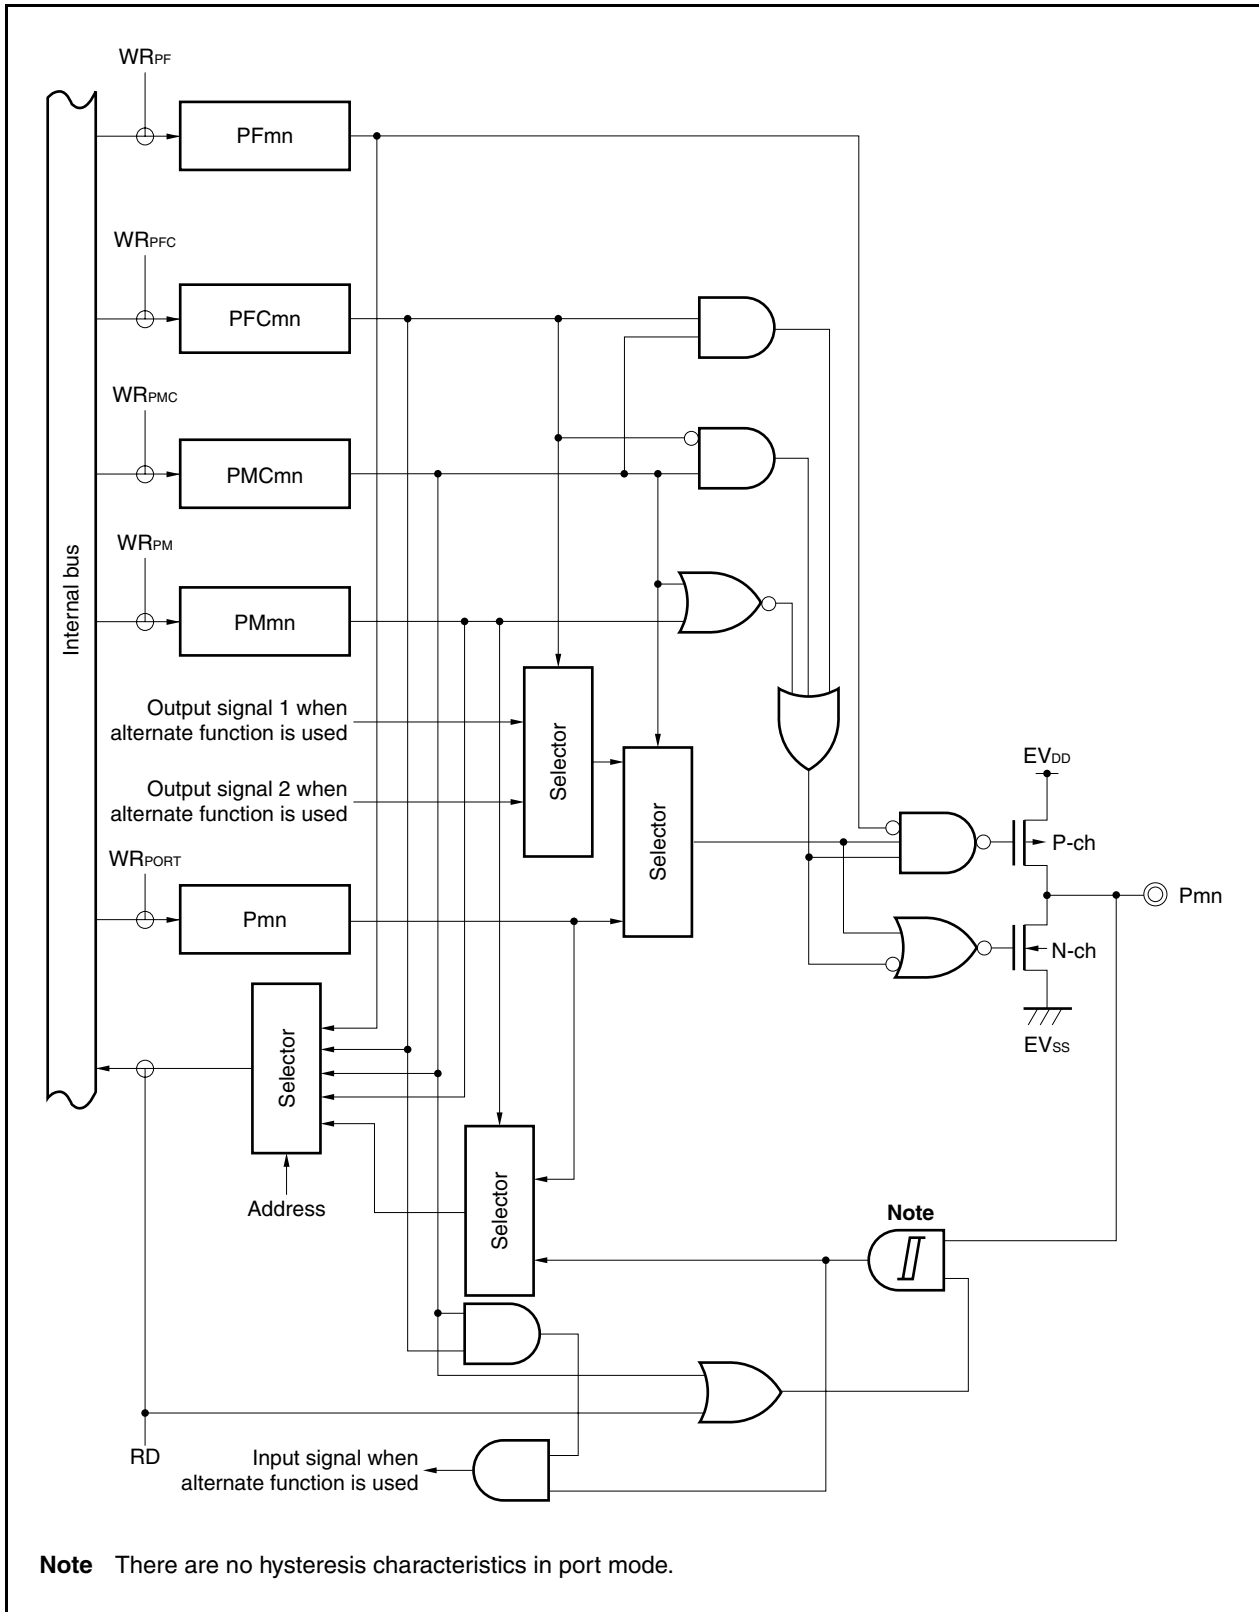 WRPF
PFmn
WRPFC
PFCmn
WRPMC
PMCmn
WRPM
PMmn
Internal bus
Output signal 1 when
alternate function is used
Output signal 2 when
alternate function is used
Selector
Selector
WRPORT
Pmn
EVDD
P-ch
Pmn
N-ch
EVSS
Selector
Address
Selector
Note
RD
Input signal when
alternate function is used
Note There are no hysteresis characteristics in port mode.